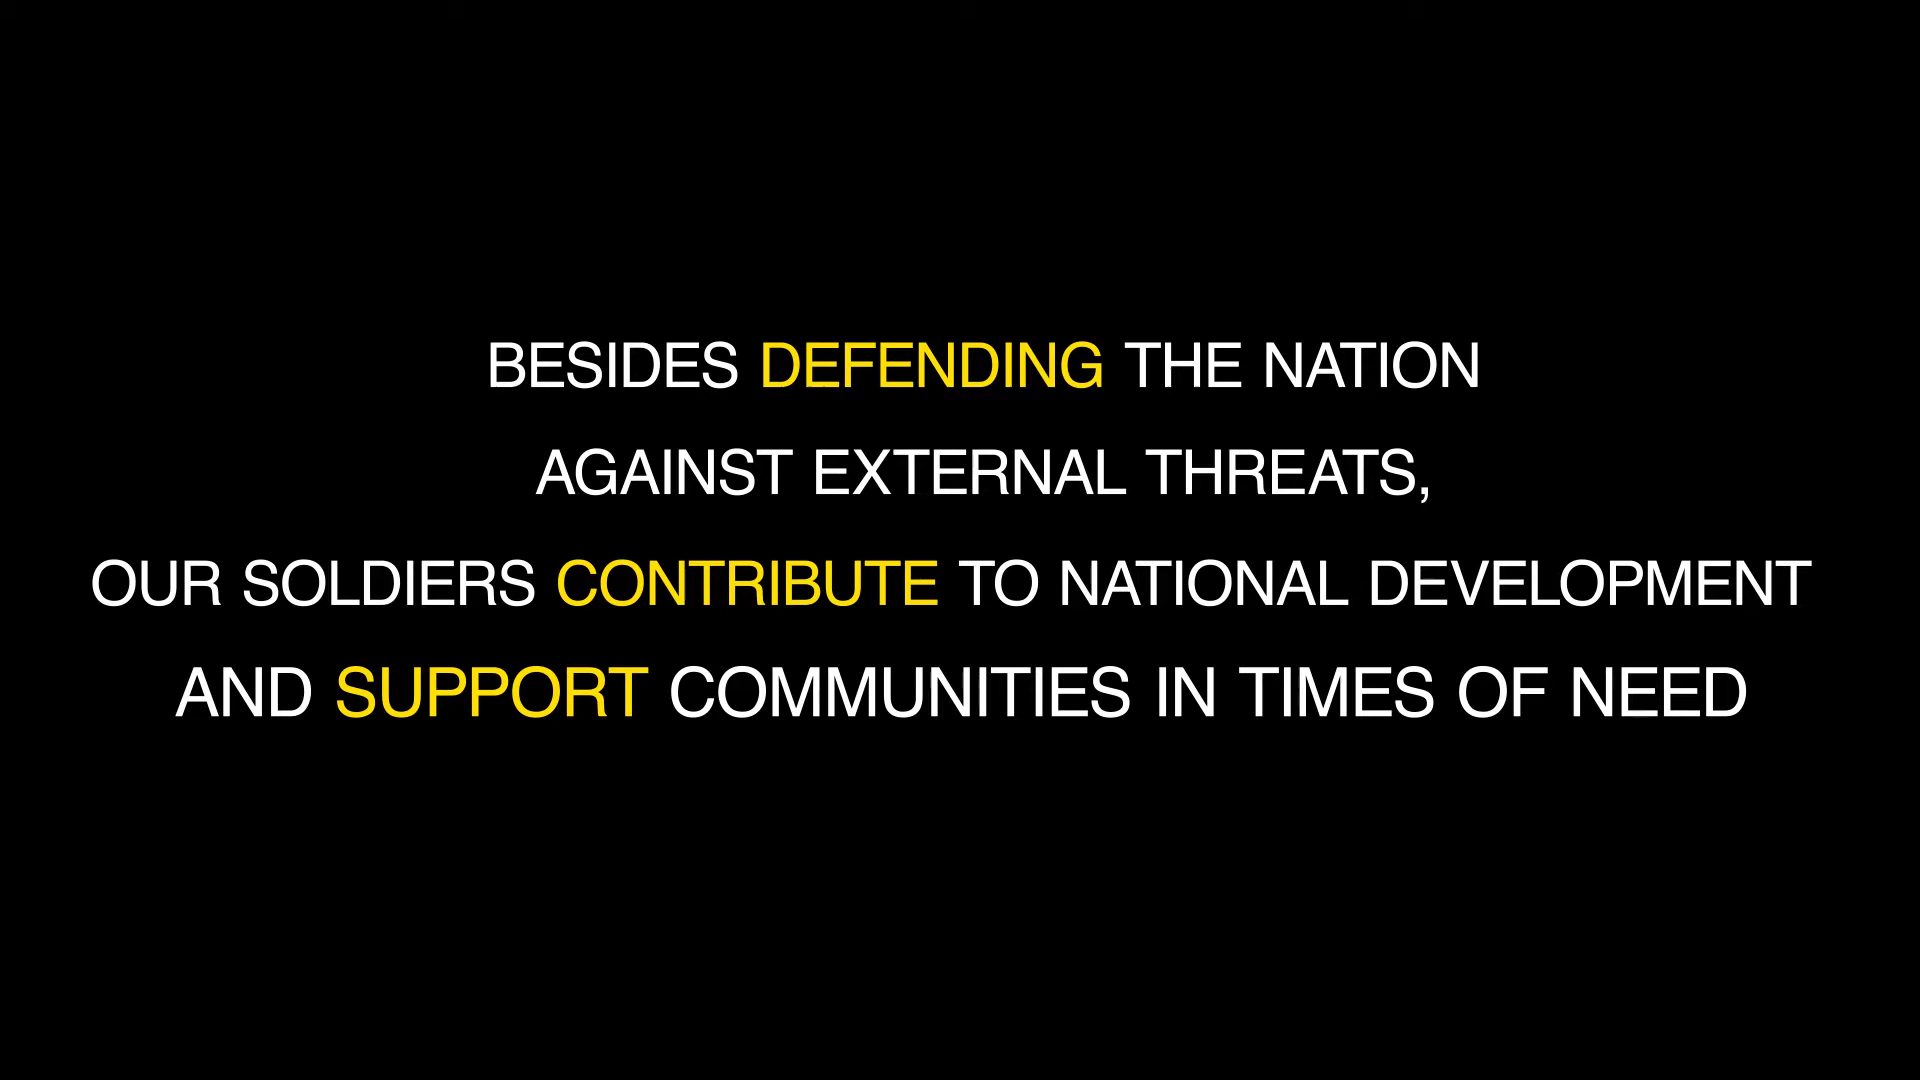 BESIDES DEFENDING THE NATION
AGAINST EXTERNAL THREATS,
OUR SOLDIERS CONTRIBUTE TO NATIONAL DEVELOPMENT
AND SUPPORT COMMUNITIES IN TIMES OF NEED